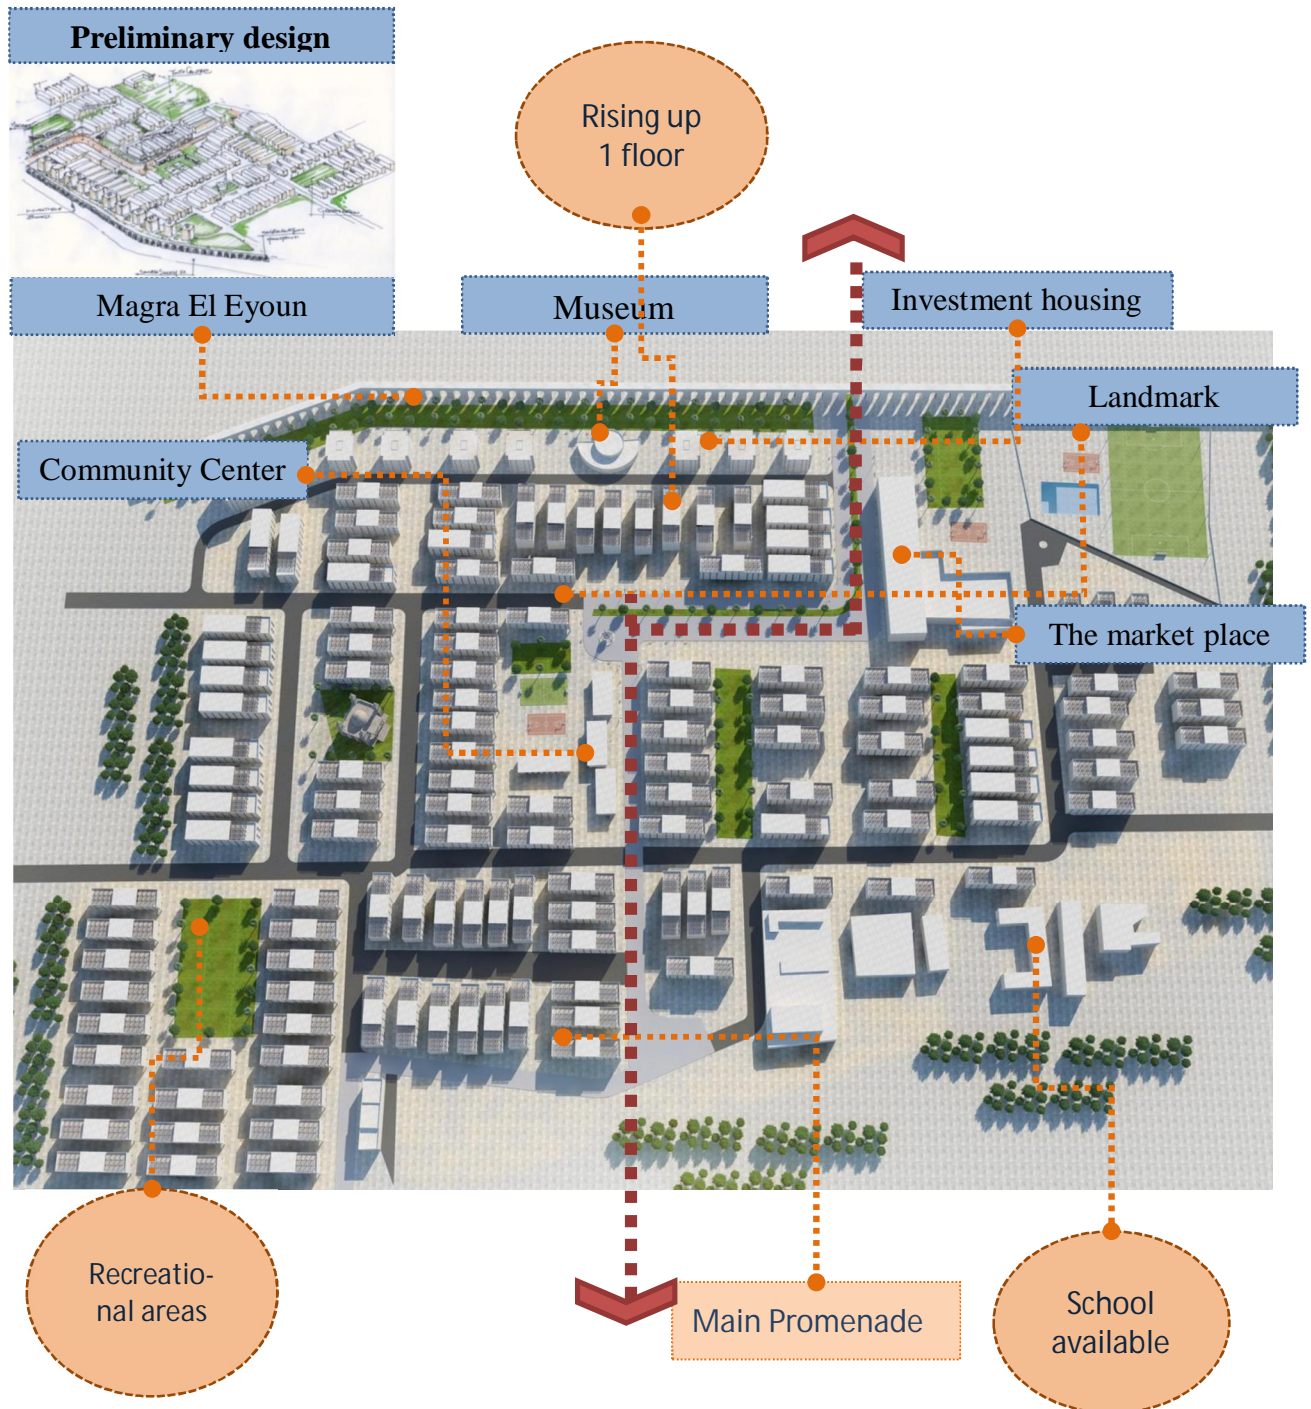 Preliminary design
Rising up
1 floor
Magra El Eyoun
Museum
Investment housing
Landmark
Community Center
The market place
Recreatio-
nal areas
Main Promenade
School
available